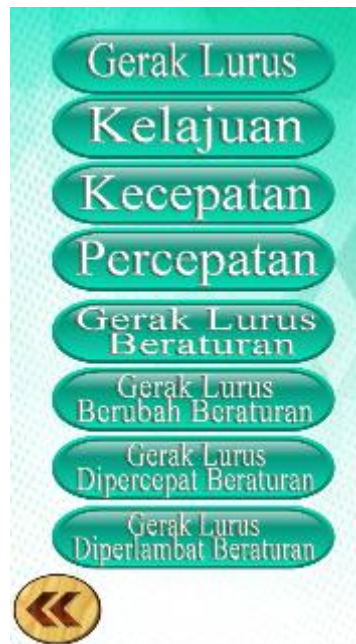 Gerak Lurus
Kelajuan
Kecepatan
Percepatan
Gerak Lurus
Beraturan
Gerak Lurus
Berubah Beraturan
Gerak Lurus
Dipercepat Beraturan
Gerak Lurus
Diperlambat Beraturan